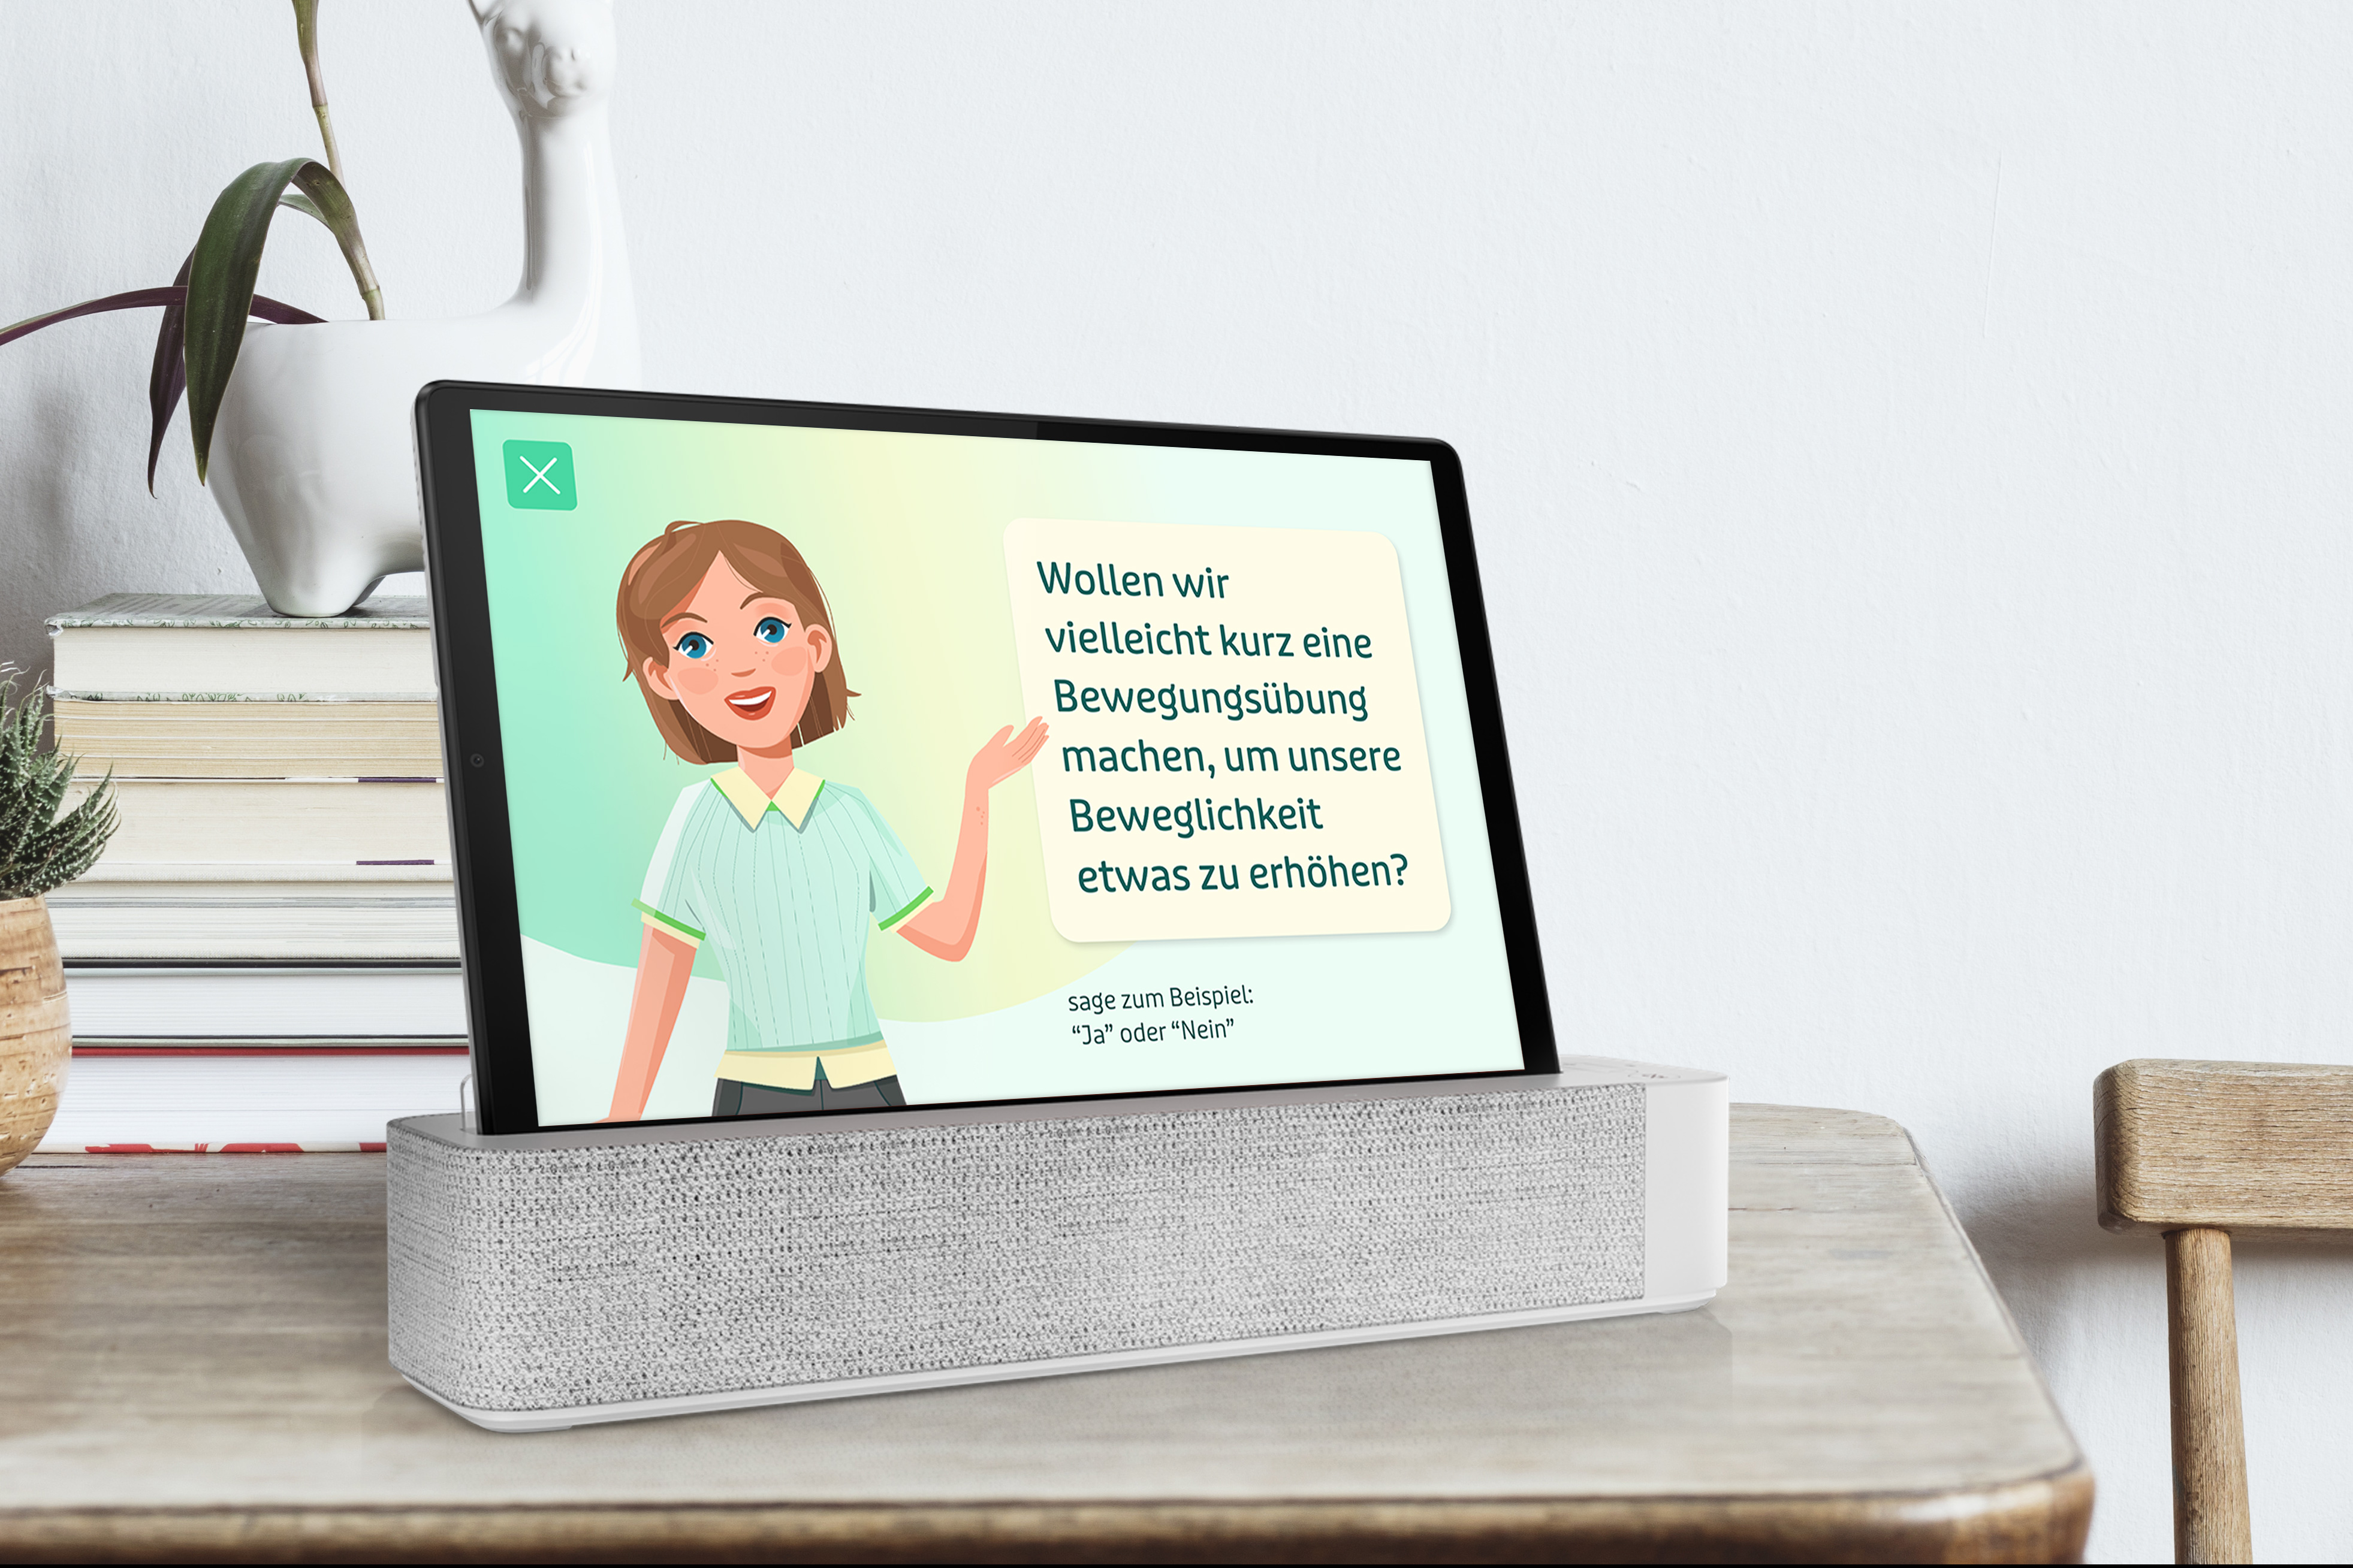 Wollen wir
vielleicht kurz eine
Bewegungsübung
machen, um unsere
Beweglichkeit
etwas zu erhöhen?
sage zum Beispiel:
“Ja” oder “Nein”